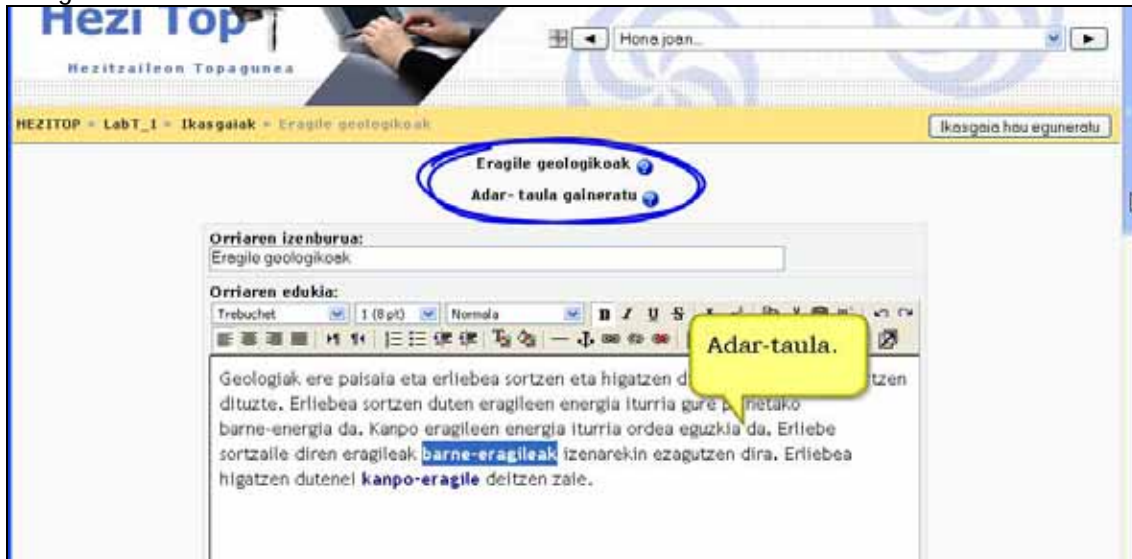 Hezi Top
Hezitzaileon Topagunea
Hona joan...
HEZITOP » LabT_1 » Ikasgaiak » Eragile geologikoak
Ikasgaia hau eguneratu
Eragile geologikoak
Adar- taula gaineratu
Orriaren izenburua:
Eragile geologikoak
Orriaren edukia:
Trebuchet 1 (8 pt) Normala B I U S
Adar-taula.
Geologiak ere paisaia eta erliebea sortzen eta higatzen
dituzte. Erliebea sortzen duten eragileen energia iturria gure
barne-energia da. Kanpo eragileen energia iturria ordea eguzkia da. Erliebe
sortzaile diren eragileak barne-eragileak izenarekin ezagutzen dira. Erliebea
higatzen dutenei kanpo-eragile deitzen zaie.